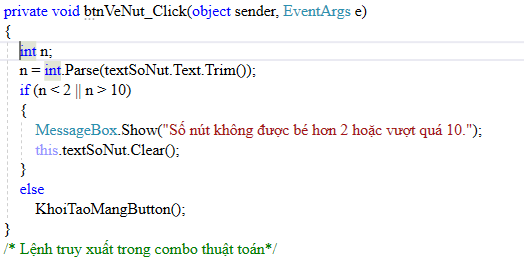 private void btnVeNut_Click(object sender, EventArgs e)
{
int n;
n = int.Parse(textSoNut.Text.Trim());
if (n < 2 || n > 10)
{
MessageBox.Show("Số nút không được bé hơn 2 hoặc vượt quá 10.");
this.textSoNut.Clear();
}
else
KhoiTaoMangButton();
}
/* Lệnh truy xuất trong combo thuật toán*/